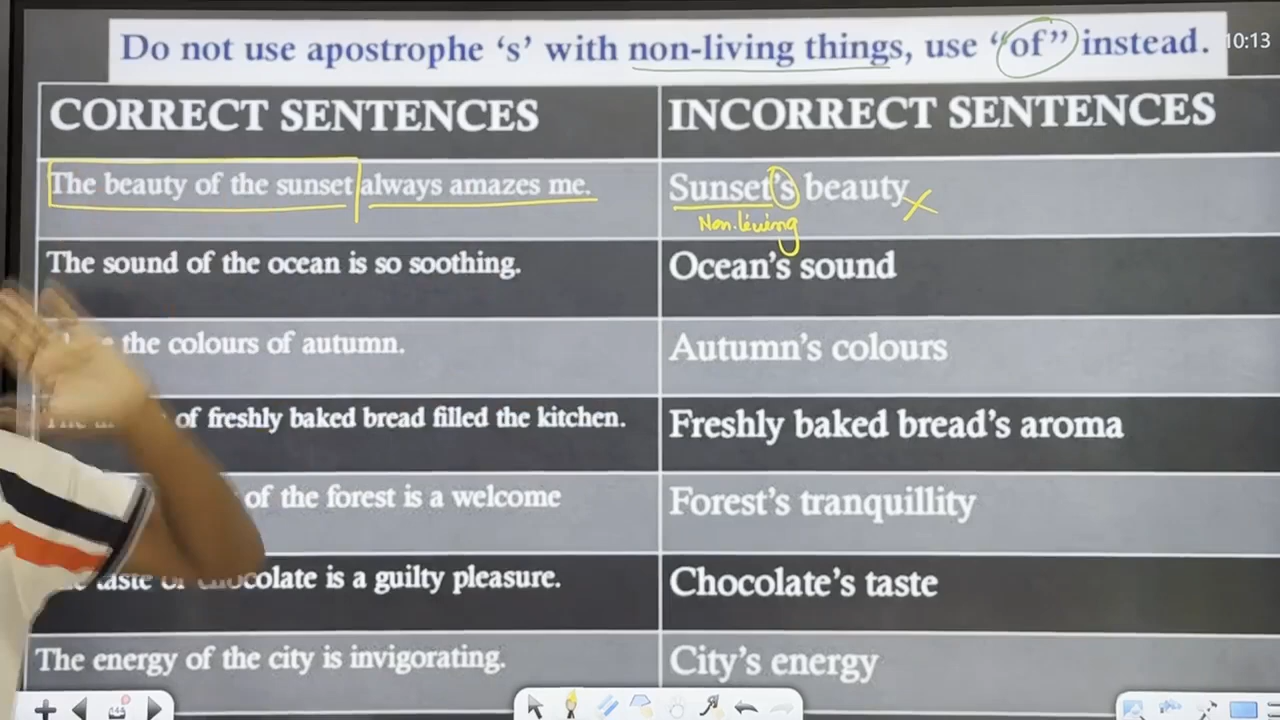 Do not use apostrophe ‘s’ with non-living things, use “of” instead.
10:13
CORRECT SENTENCES
INCORRECT SENTENCES
The beauty of the sunset always amazes me.
Sunset’s beauty
Non-living
The sound of the ocean is so soothing.
Ocean’s sound
the colours of autumn.
Autumn’s colours
of freshly baked bread filled the kitchen.
Freshly baked bread’s aroma
of the forest is a welcome
Forest’s tranquillity
taste of chocolate is a guilty pleasure.
Chocolate’s taste
The energy of the city is invigorating.
City’s energy